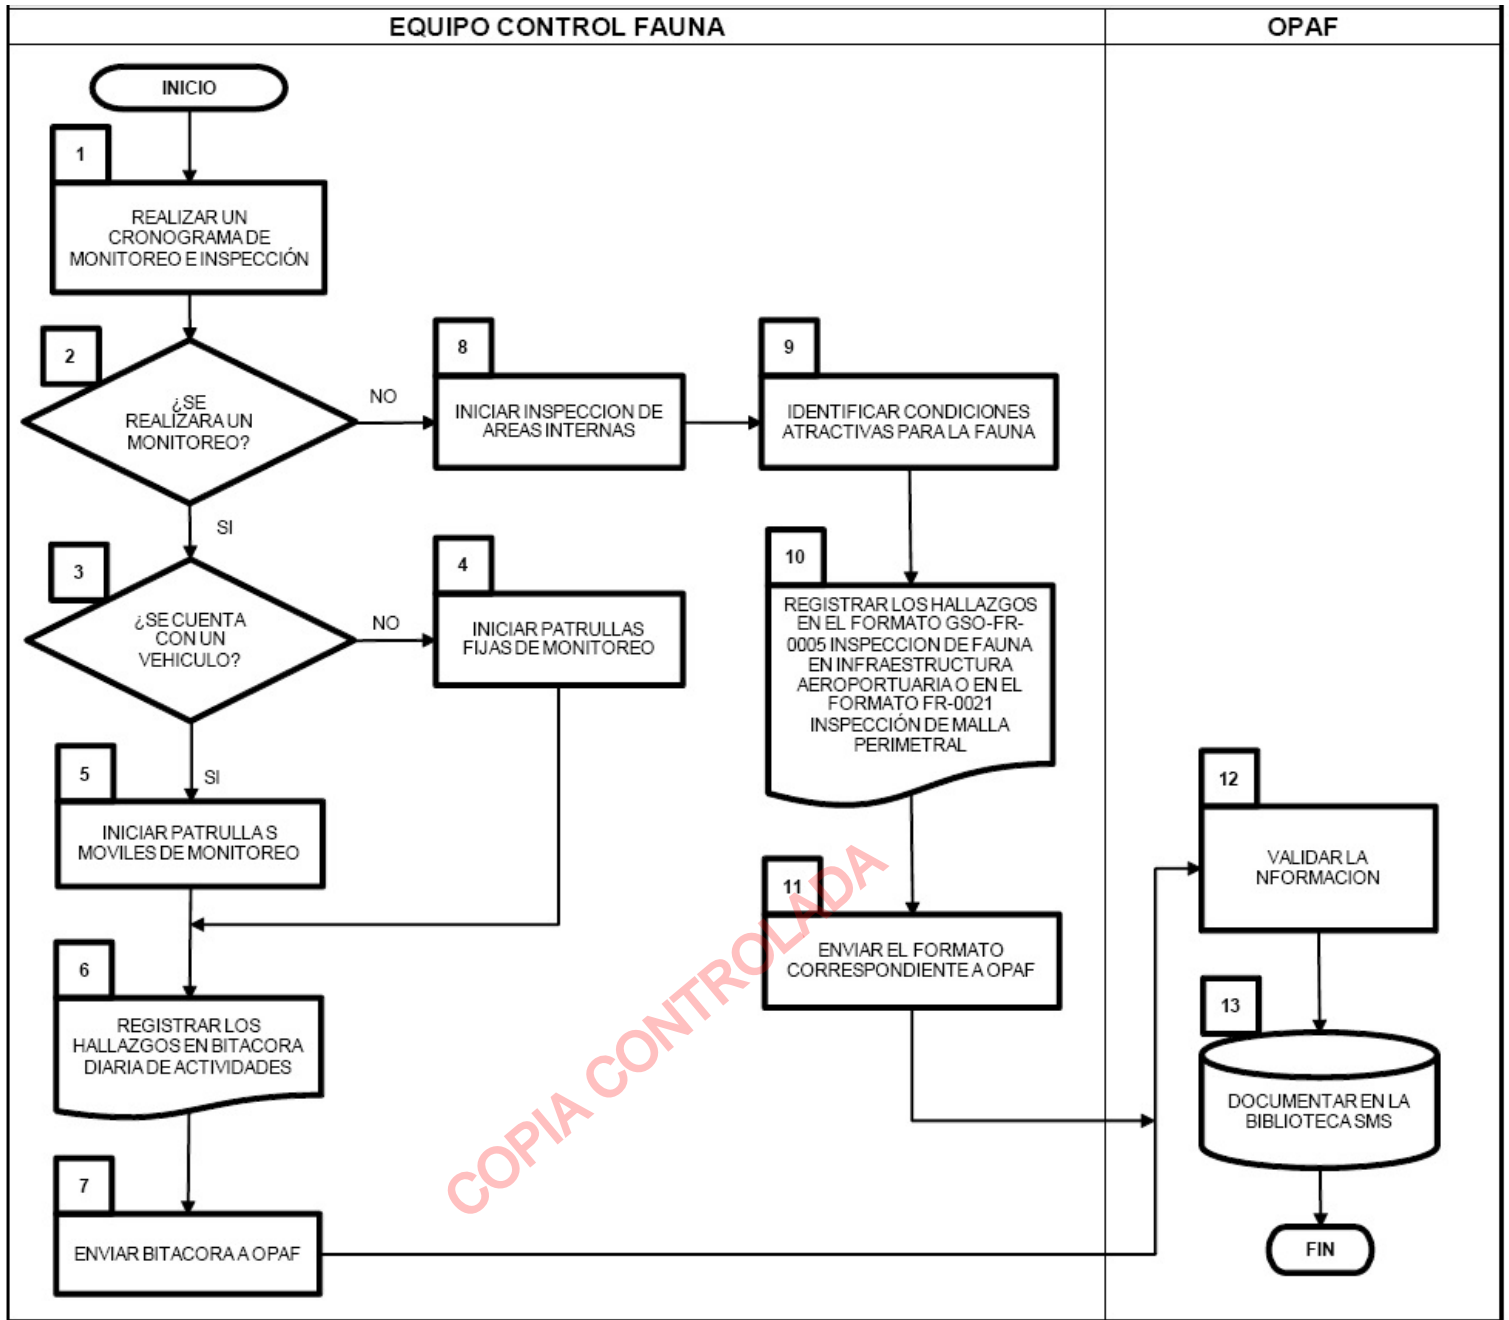 EQUIPO CONTROL FAUNA
OPAF
INICIO
1
REALIZAR UN
CRONOGRAMA DE
MONITOREO E INSPECCIÓN
2
¿SE
REALIZARA UN
MONITOREO?
NO
SI
8
INICIAR INSPECCION DE
AREAS INTERNAS
9
IDENTIFICAR CONDICIONES
ATRACTIVAS PARA LA FAUNA
3
¿SE CUENTA
CON UN
VEHICULO?
NO
SI
4
INICIAR PATRULLAS
FIJAS DE MONITOREO
10
REGISTRAR LOS HALLAZGOS
EN EL FORMATO GSO-FR-
0005 INSPECCION DE FAUNA
EN INFRAESTRUCTURA
AEROPORTUARIA O EN EL
FORMATO FR-0021
INSPECCIÓN DE MALLA
PERIMETRAL
5
INICIAR PATRULLA S
MOVILES DE MONITOREO
6
REGISTRAR LOS
HALLAZGOS EN BITACORA
DIARIA DE ACTIVIDADES
7
ENVIAR BITACORA A OPAF
11
ENVIAR EL FORMATO
CORRESPONDIENTE A OPAF
12
VALIDAR LA
NFORMACION
13
DOCUMENTAR EN LA
BIBLIOTECA SMS
FIN
COPIA CONTROLADA